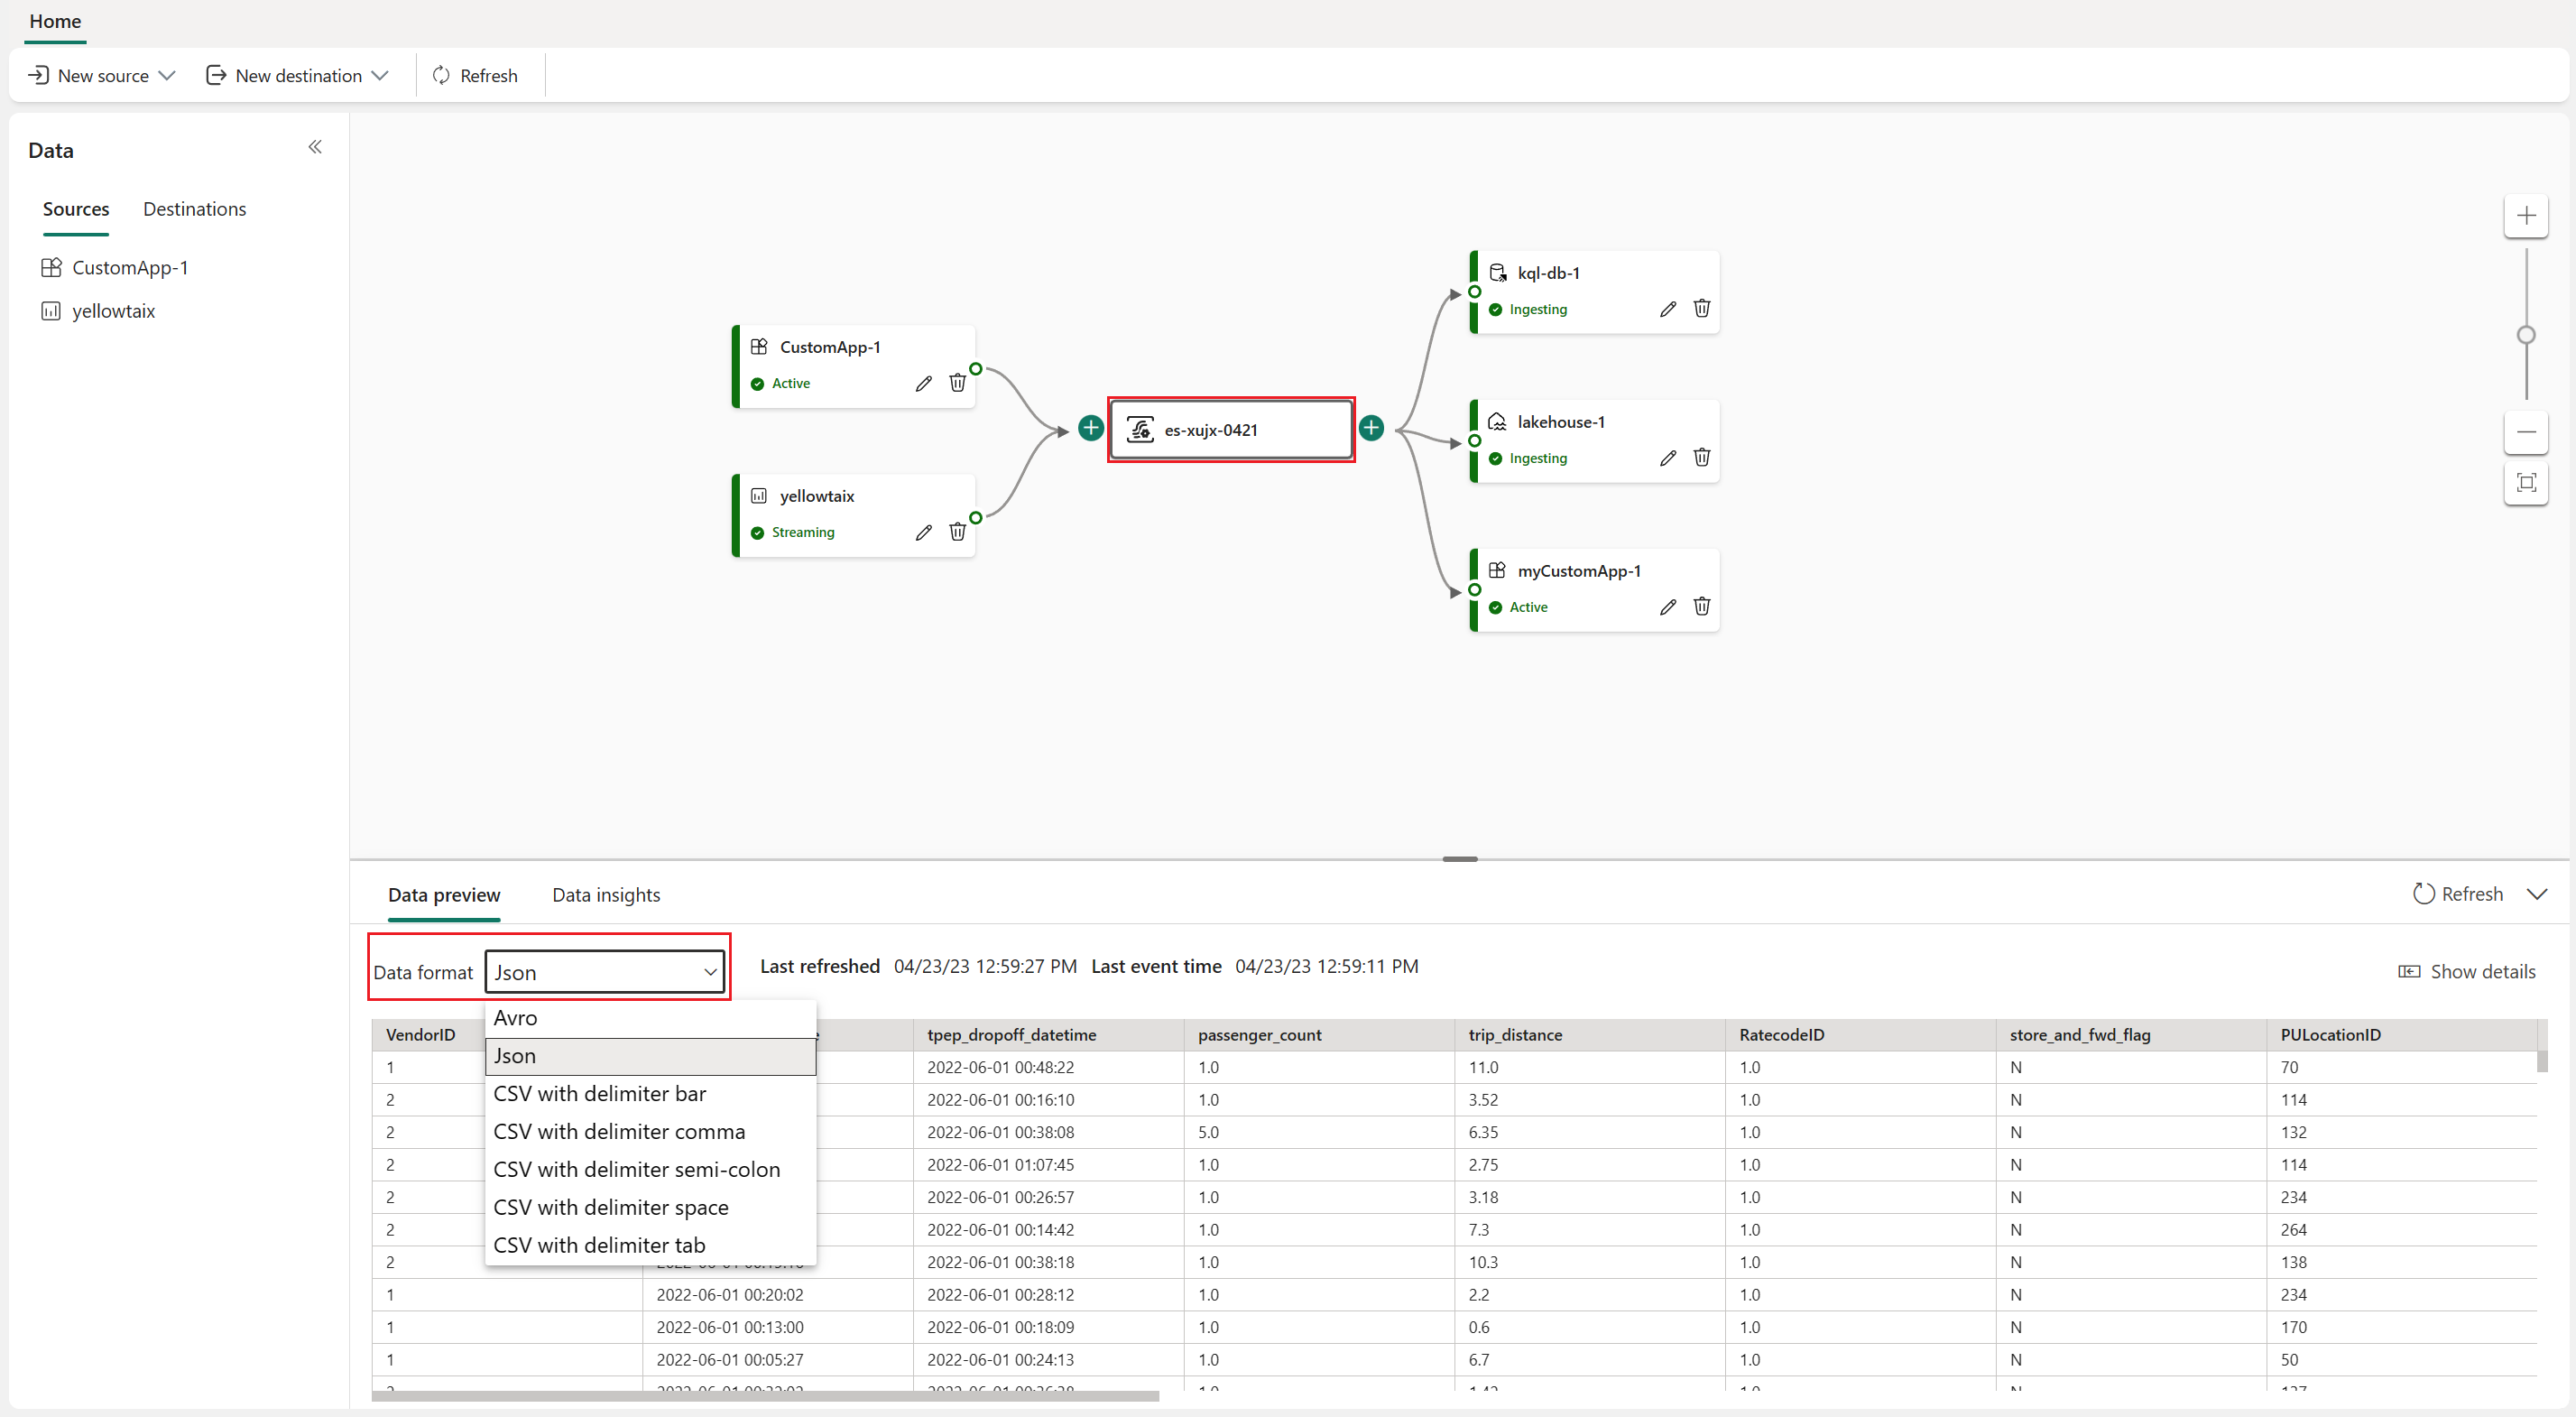 Home
New source New destination Refresh
Data
Sources Destinations
CustomApp-1
yellowtaix
CustomApp-1
Active
yellowtaix
Streaming
es-xujx-0421
kql-db-1
Ingesting
lakehouse-1
Ingesting
myCustomApp-1
Active
Data preview Data insights Refresh
Data format Json Last refreshed 04/23/23 12:59:27 PM Last event time 04/23/23 12:59:11 PM Show details
Avro
Json
CSV with delimiter bar
CSV with delimiter comma
CSV with delimiter semi-colon
CSV with delimiter space
CSV with delimiter tab
VendorID tpep_dropoff_datetime passenger_count trip_distance RatecodeID store_and_fwd_flag PULocationID
1 2022-06-01 00:48:22 1.0 11.0 1.0 N 70
2 2022-06-01 00:16:10 1.0 3.52 1.0 N 114
2 2022-06-01 00:38:08 5.0 6.35 1.0 N 132
2 2022-06-01 01:07:45 1.0 2.75 1.0 N 114
2 2022-06-01 00:26:57 1.0 3.18 1.0 N 234
2 2022-06-01 00:14:42 1.0 7.3 1.0 N 264
2 2022-06-01 00:38:18 1.0 10.3 1.0 N 138
1 2022-06-01 00:20:02 2022-06-01 00:28:12 1.0 2.2 1.0 N 234
1 2022-06-01 00:13:00 2022-06-01 00:18:09 1.0 0.6 1.0 N 170
1 2022-06-01 00:05:27 2022-06-01 00:24:13 1.0 6.7 1.0 N 50